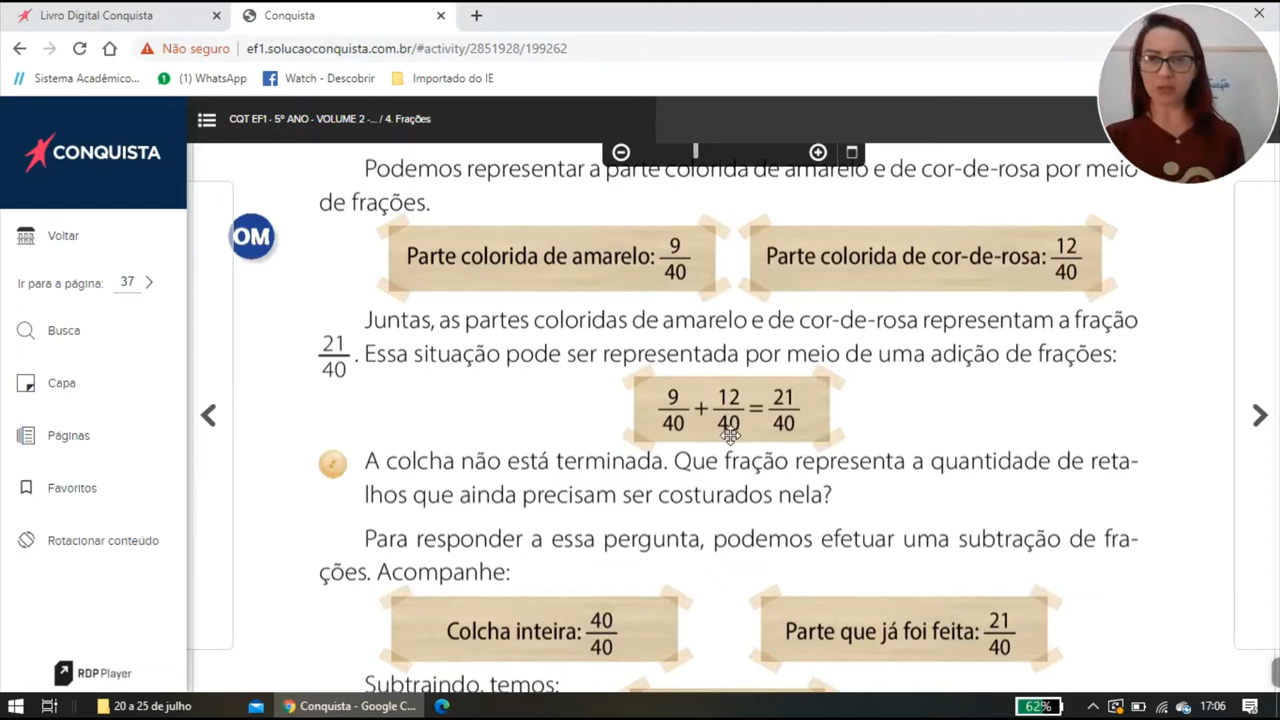 Livro Digital Conquista
Conquista
Não seguro
ef1.solucaoconquista.com.br/#activity/2851928/199262
Sistema Acadêmico...
(1) WhatsApp
Watch - Descobrir
Importado do IE
CONQUISTA
CQT EF1 - 5º ANO - VOLUME 2 -... / 4. Frações
Voltar
Ir para a página: 37
Busca
Capa
Páginas
Favoritos
Rotacionar conteúdo
RDPPlayer
Podemos representar a parte colorida de amarelo e de cor-de-rosa por meio
de frações.
OM
Parte colorida de amarelo: 9/40
Parte colorida de cor-de-rosa: 12/40
Juntas, as partes coloridas de amarelo e de cor-de-rosa representam a fração
21/40. Essa situação pode ser representada por meio de uma adição de frações:
9/40 + 12/40 = 21/40
A colcha não está terminada. Que fração representa a quantidade de reta-
lhos que ainda precisam ser costurados nela?
Para responder a essa pergunta, podemos efetuar uma subtração de fra-
ções. Acompanhe:
Colcha inteira: 40/40
Parte que já foi feita: 21/40
Subtraindo, temos:
20 a 25 de julho
Conquista - Google C...
62%
17:06